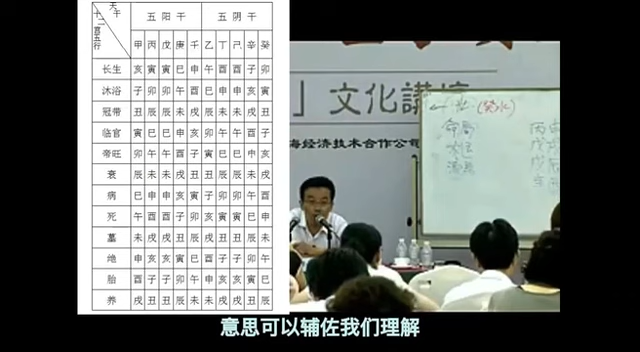 天干
十二宫五行
五阳干 五阴干
甲 丙 戊 庚 壬 乙 丁 己 辛 癸
长生 亥 寅 寅 巳 申 午 酉 酉 子 卯
沐浴 子 卯 卯 午 酉 巳 申 申 亥 寅
冠带 丑 辰 辰 未 戌 辰 未 未 戌 丑
临官 寅 巳 巳 申 亥 卯 午 午 酉 子
帝旺 卯 午 午 酉 子 寅 巳 巳 申 亥
衰 辰 未 未 戌 丑 丑 辰 辰 未 戌
病 巳 申 申 亥 寅 子 卯 卯 午 酉
死 午 酉 酉 子 卯 亥 寅 寅 巳 申
墓 未 戌 戌 丑 辰 戌 丑 丑 辰 未
地 申 亥 亥 寅 巳 酉 子 子 卯 午
胎 酉 子 子 卯 午 申 亥 亥 寅 巳
养 戌 丑 丑 辰 未 未 戌 戌 丑 辰
」文化講
海经济技术合作公司
命局
意思可以辅佐我们理解